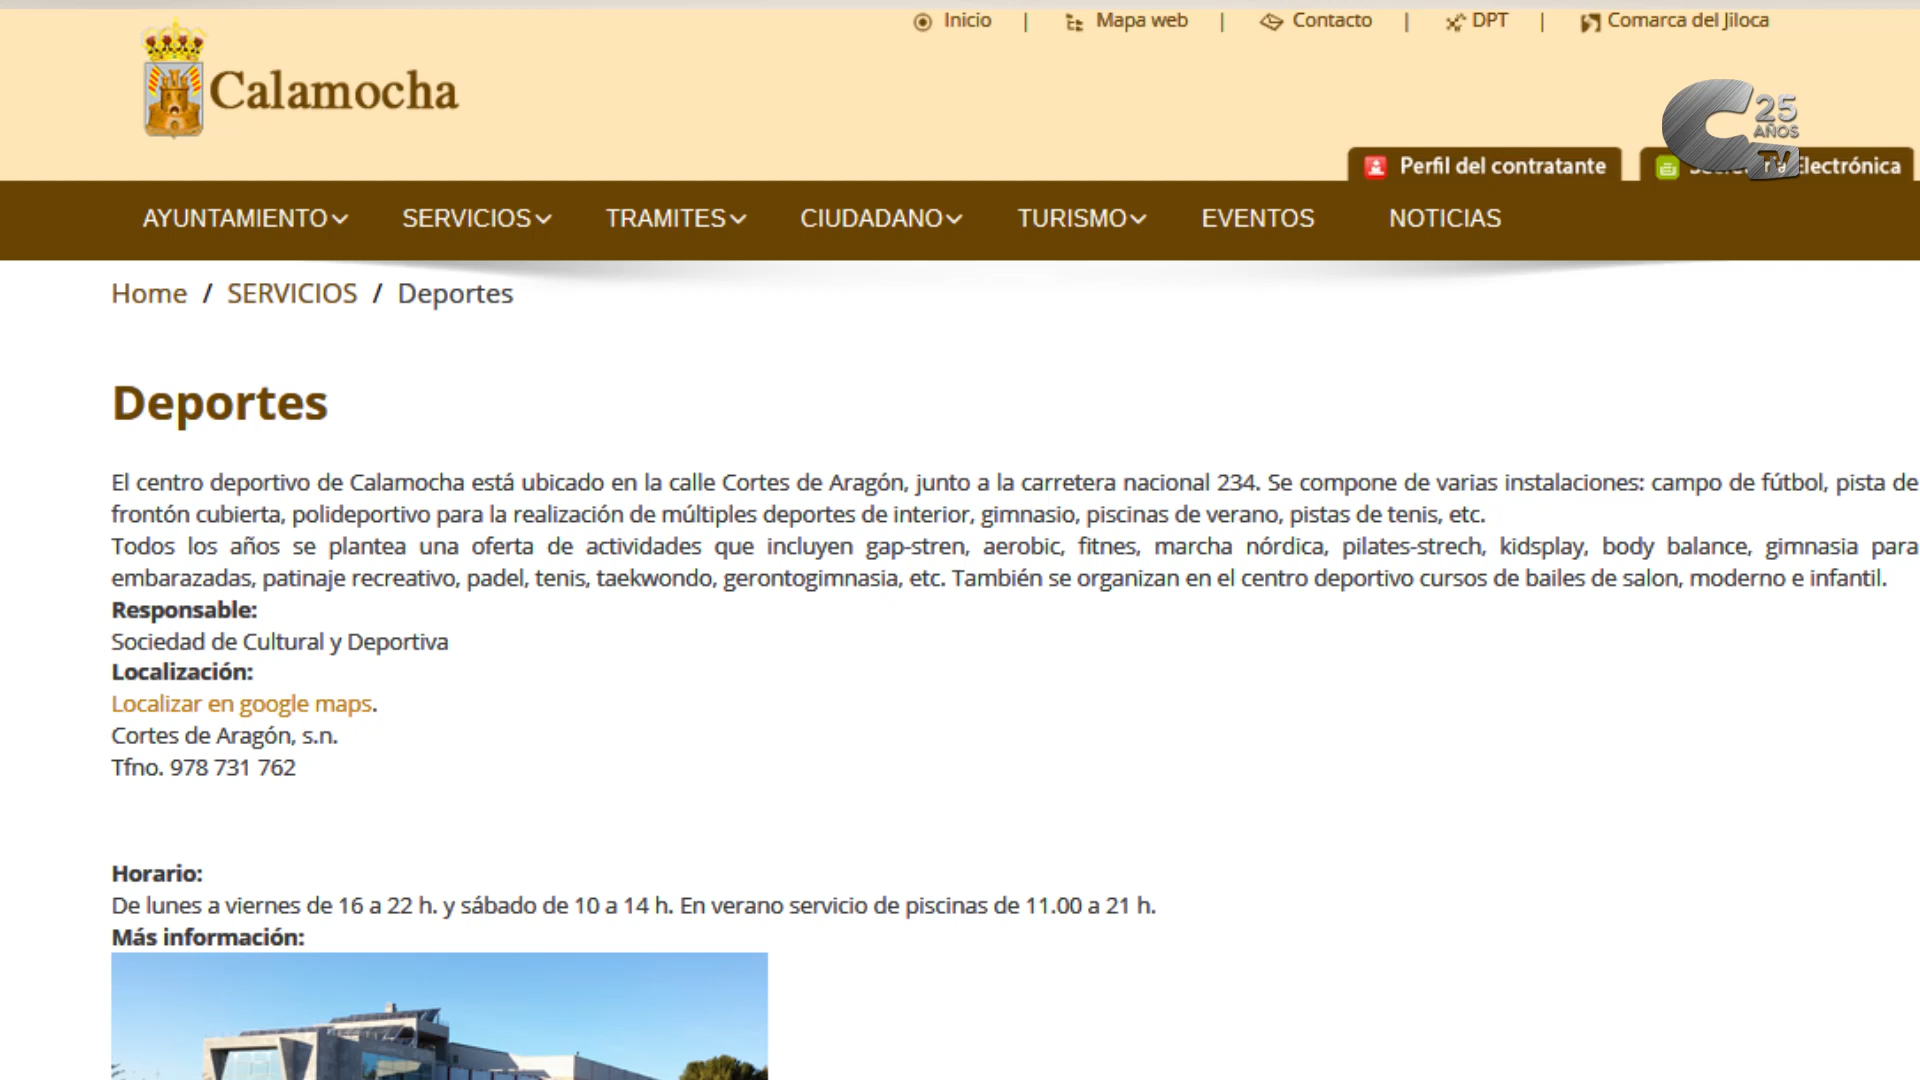 Inicio | Mapa web | Contacto | DPT | Comarca del Jiloca
Calamocha
25
AÑOS
TV
Perfil del contratante
Electrónica
AYUNTAMIENTO SERVICIOS TRAMITES CIUDADANO TURISMO EVENTOS NOTICIAS
Home / SERVICIOS / Deportes
Deportes
El centro deportivo de Calamocha está ubicado en la calle Cortes de Aragón, junto a la carretera nacional 234. Se compone de varias instalaciones: campo de fútbol, pista de
frontón cubierta, polideportivo para la realización de múltiples deportes de interior, gimnasio, piscinas de verano, pistas de tenis, etc.
Todos los años se plantea una oferta de actividades que incluyen gap-stren, aerobic, fitnes, marcha nórdica, pilates-strech, kidsplay, body balance, gimnasia para
embarazadas, patinaje recreativo, padel, tenis, taekwondo, gerontogimnasia, etc. También se organizan en el centro deportivo cursos de bailes de salon, moderno e infantil.
Responsable:
Sociedad de Cultural y Deportiva
Localización:
Localizar en google maps.
Cortes de Aragón, s.n.
Tfno. 978 731 762
Horario:
De lunes a viernes de 16 a 22 h. y sábado de 10 a 14 h. En verano servicio de piscinas de 11.00 a 21 h.
Más información: